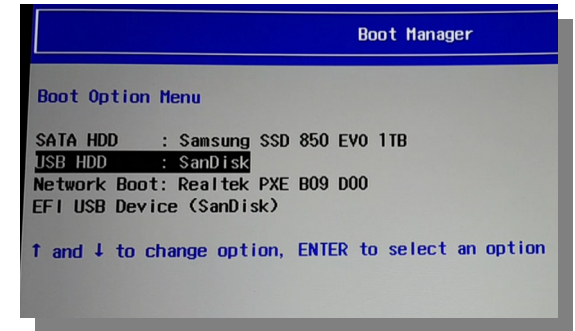 Boot Manager
Boot Option Menu
SATA HDD : Samsung SSD 850 EVO 1TB
USB HDD : SanDisk
Network Boot: Realtek PXE B09 D00
EFI USB Device (SanDisk)
↑ and ↓ to change option, ENTER to select an option